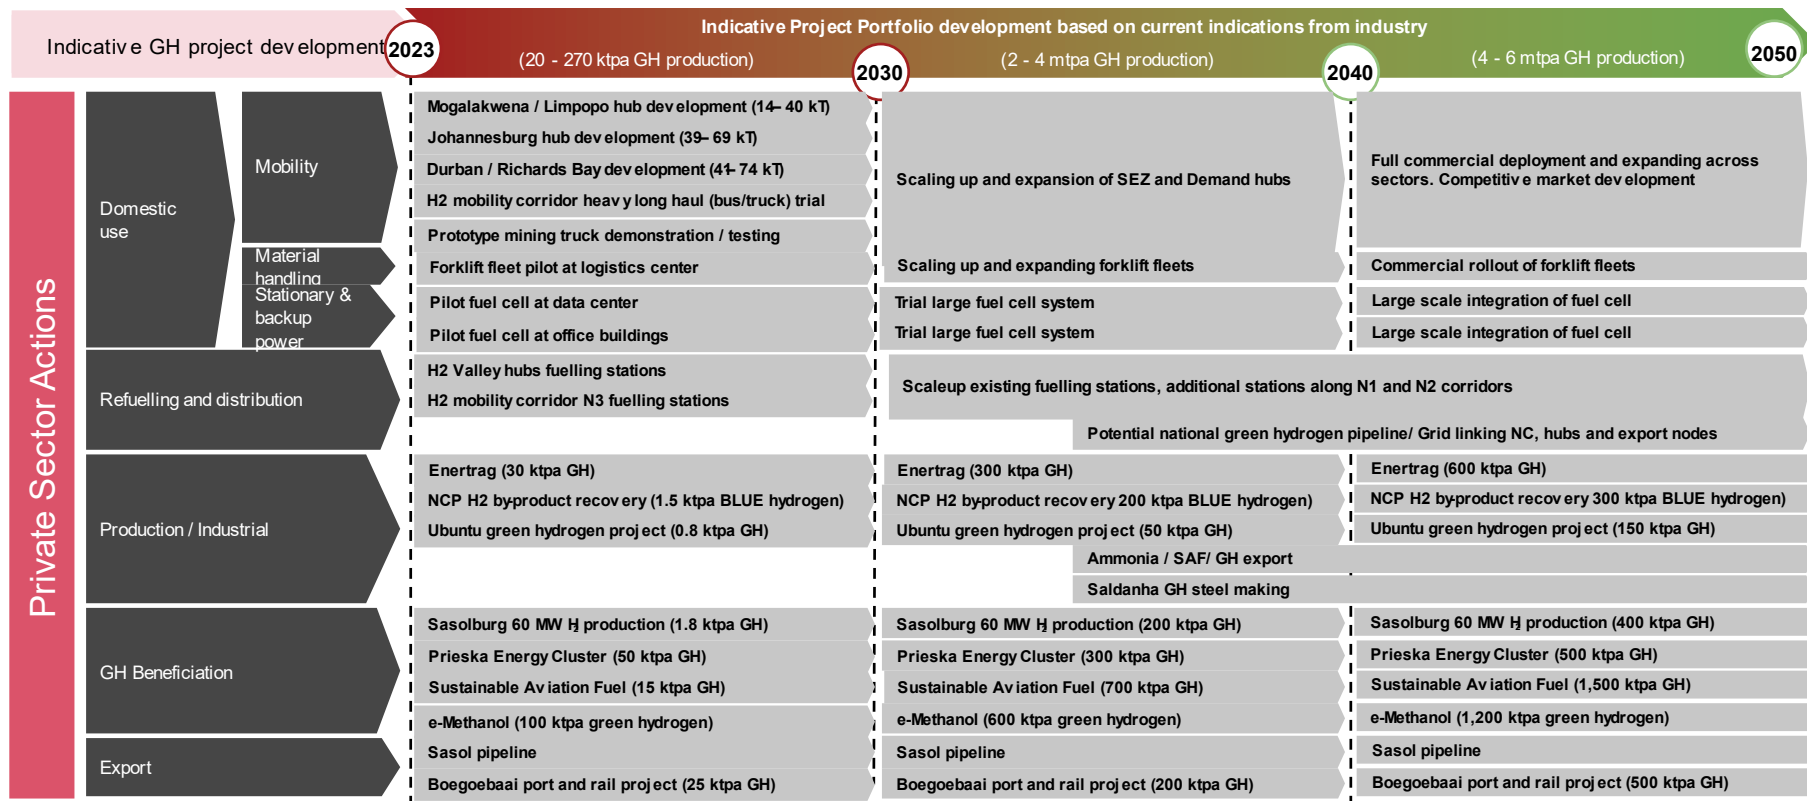 Indicative GH project development
2023
Indicative Project Portfolio development based on current indications from industry
(20 - 270 ktpa GH production)
2030
(2 - 4 mtpa GH production)
2040
(4 - 6 mtpa GH production)
2050
Private Sector Actions
Domestic
use
Mobility
Mogalakwena / Limpopo hub development (14– 40 kT)
Johannesburg hub development (39– 69 kT)
Durban / Richards Bay development (41– 74 kT)
H2 mobility corridor heavy long haul (bus/truck) trial
Prototype mining truck demonstration / testing
Scaling up and expansion of SEZ and Demand hubs
Full commercial deployment and expanding across
sectors. Competitive market development
Material
handling
Forklift fleet pilot at logistics center
Scaling up and expanding forklift fleets
Commercial rollout of forklift fleets
Stationary &
backup
power
Pilot fuel cell at data center
Trial large fuel cell system
Large scale integration of fuel cell
Pilot fuel cell at office buildings
Trial large fuel cell system
Large scale integration of fuel cell
Refuelling and distribution
H2 Valley hubs fuelling stations
H2 mobility corridor N3 fuelling stations
Scaleup existing fuelling stations, additional stations along N1 and N2 corridors
Potential national green hydrogen pipeline/ Grid linking NC, hubs and export nodes
Production / Industrial
Enertrag (30 ktpa GH)
Enertrag (300 ktpa GH)
Enertrag (600 ktpa GH)
NCP H2 by-product recovery (1.5 ktpa BLUE hydrogen)
NCP H2 by-product recovery 200 ktpa BLUE hydrogen)
NCP H2 by-product recovery 300 ktpa BLUE hydrogen)
Ubuntu green hydrogen project (0.8 ktpa GH)
Ubuntu green hydrogen project (50 ktpa GH)
Ubuntu green hydrogen project (150 ktpa GH)
Ammonia / SAF/ GH export
Saldanha GH steel making
GH Beneficiation
Sasolburg 60 MW H₂ production (1.8 ktpa GH)
Sasolburg 60 MW H₂ production (200 ktpa GH)
Sasolburg 60 MW H₂ production (400 ktpa GH)
Prieska Energy Cluster (50 ktpa GH)
Prieska Energy Cluster (300 ktpa GH)
Prieska Energy Cluster (500 ktpa GH)
Sustainable Aviation Fuel (15 ktpa GH)
Sustainable Aviation Fuel (700 ktpa GH)
Sustainable Aviation Fuel (1,500 ktpa GH)
e-Methanol (100 ktpa green hydrogen)
e-Methanol (600 ktpa green hydrogen)
e-Methanol (1,200 ktpa green hydrogen)
Export
Sasol pipeline
Sasol pipeline
Sasol pipeline
Boegoebaai port and rail project (25 ktpa GH)
Boegoebaai port and rail project (200 ktpa GH)
Boegoebaai port and rail project (500 ktpa GH)